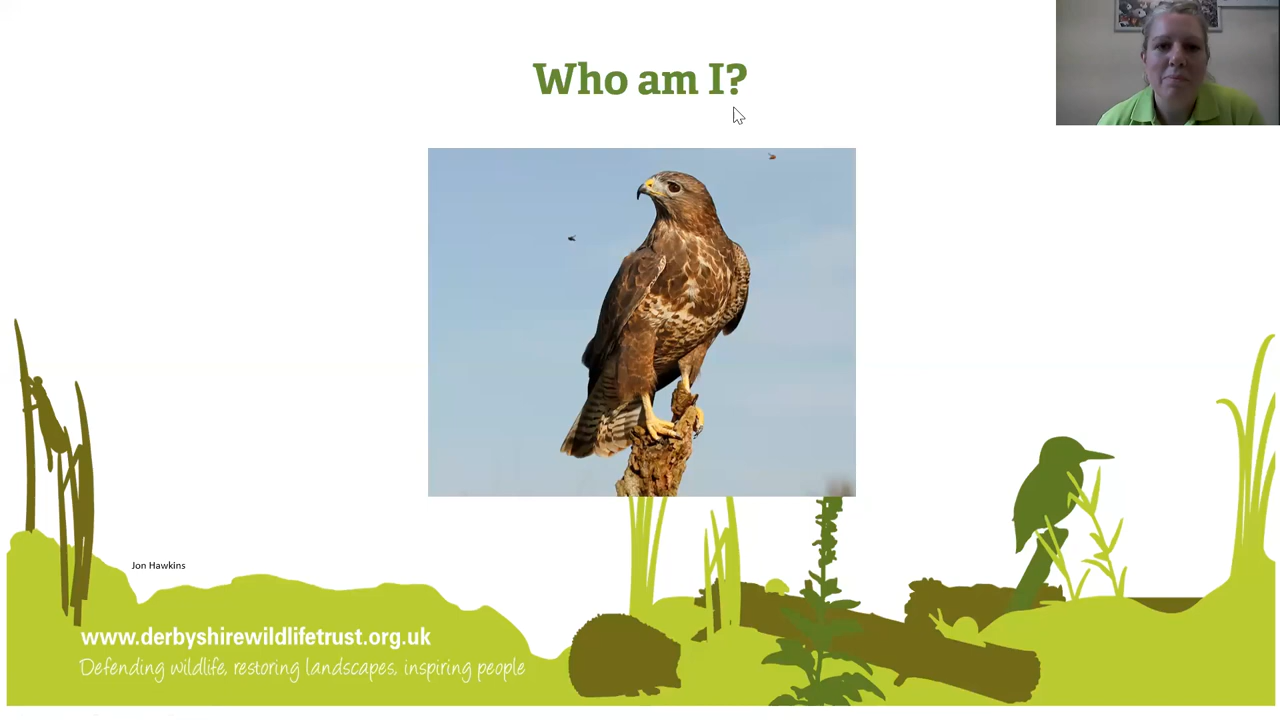 Who am I?
Jon Hawkins
www.derbyshirewildlifetrust.org.uk
Defending wildlife, restoring landscapes, inspiring people